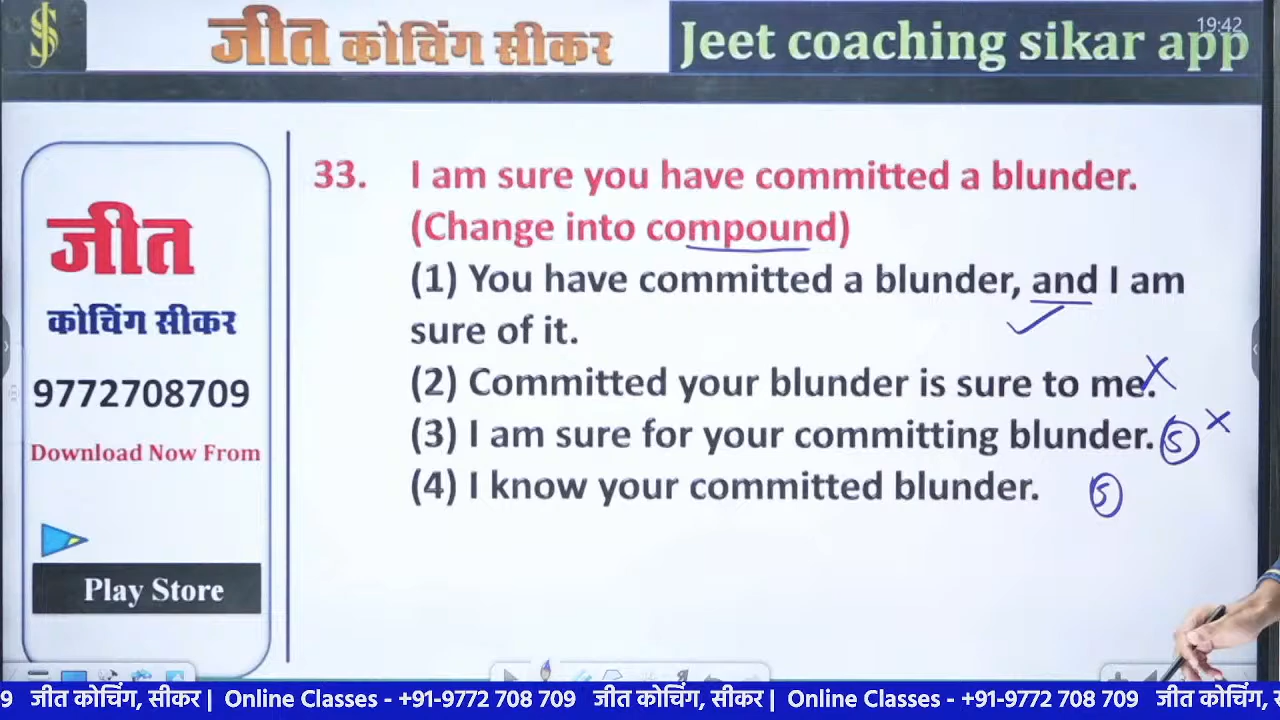 जीत कोचिंग सीकर
Jeet coaching sikar app
19:42
जीत
कोचिंग सीकर
9772708709
Download Now From
Play Store
33. I am sure you have committed a blunder.
(Change into compound)
(1) You have committed a blunder, and I am
sure of it.
(2) Committed your blunder is sure to me.
(3) I am sure for your committing blunder. S
(4) I know your committed blunder. S
9 जीत कोचिंग, सीकर | Online Classes - +91-9772 708 709 जीत कोचिंग, सीकर | Online Classes - +91-9772 708 709 जीत कोचिंग, स